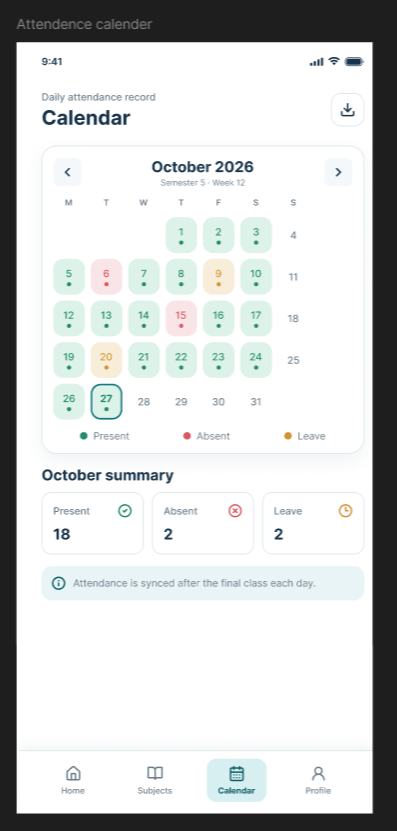 Attendence calender
9:41
Daily attendance record
Calendar
October 2026
Semester 5 · Week 12
M T W T F S S
1 2 3 4
5 6 7 8 9 10 11
12 13 14 15 16 17 18
19 20 21 22 23 24 25
26 27 28 29 30 31
Present Absent Leave
October summary
Present Absent Leave
18 2 2
Attendance is synced after the final class each day.
Home Subjects Calendar Profile